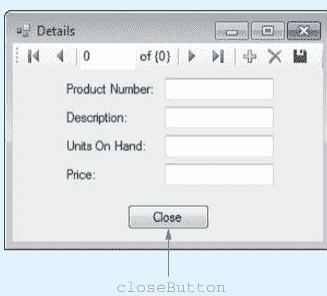 Details
0 of {0}
Product Number:
Description:
Units On Hand:
Price:
Close
closeButton